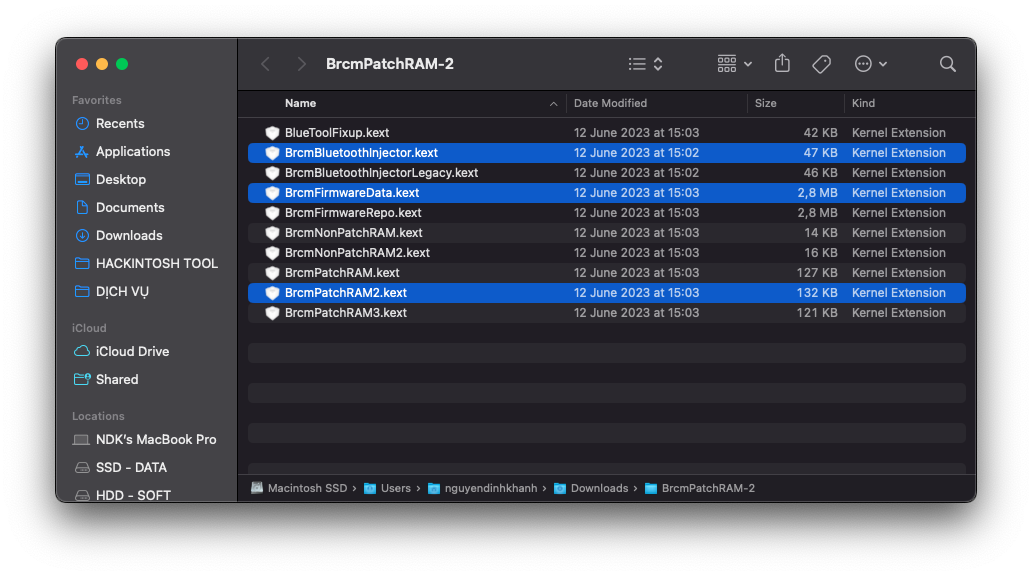 BrcmPatchRAM-2
Favorites
Recents
Applications
Desktop
Documents
Downloads
HACKINTOSH TOOL
DỊCH VỤ
iCloud
iCloud Drive
Shared
Locations
NDK's MacBook Pro
SSD - DATA
HDD - SOFT
Name Date Modified Size Kind
BlueToolFixup.kext 12 June 2023 at 15:03 42 KB Kernel Extension
BrcmBluetoothInjector.kext 12 June 2023 at 15:02 47 KB Kernel Extension
BrcmBluetoothInjectorLegacy.kext 12 June 2023 at 15:02 46 KB Kernel Extension
BrcmFirmwareData.kext 12 June 2023 at 15:03 2,8 MB Kernel Extension
BrcmFirmwareRepo.kext 12 June 2023 at 15:03 2,8 MB Kernel Extension
BrcmNonPatchRAM.kext 12 June 2023 at 15:03 14 KB Kernel Extension
BrcmNonPatchRAM2.kext 12 June 2023 at 15:03 16 KB Kernel Extension
BrcmPatchRAM.kext 12 June 2023 at 15:03 127 KB Kernel Extension
BrcmPatchRAM2.kext 12 June 2023 at 15:03 132 KB Kernel Extension
BrcmPatchRAM3.kext 12 June 2023 at 15:03 121 KB Kernel Extension
Macintosh SSD › Users › nguyendinhkhanh › Downloads › BrcmPatchRAM-2